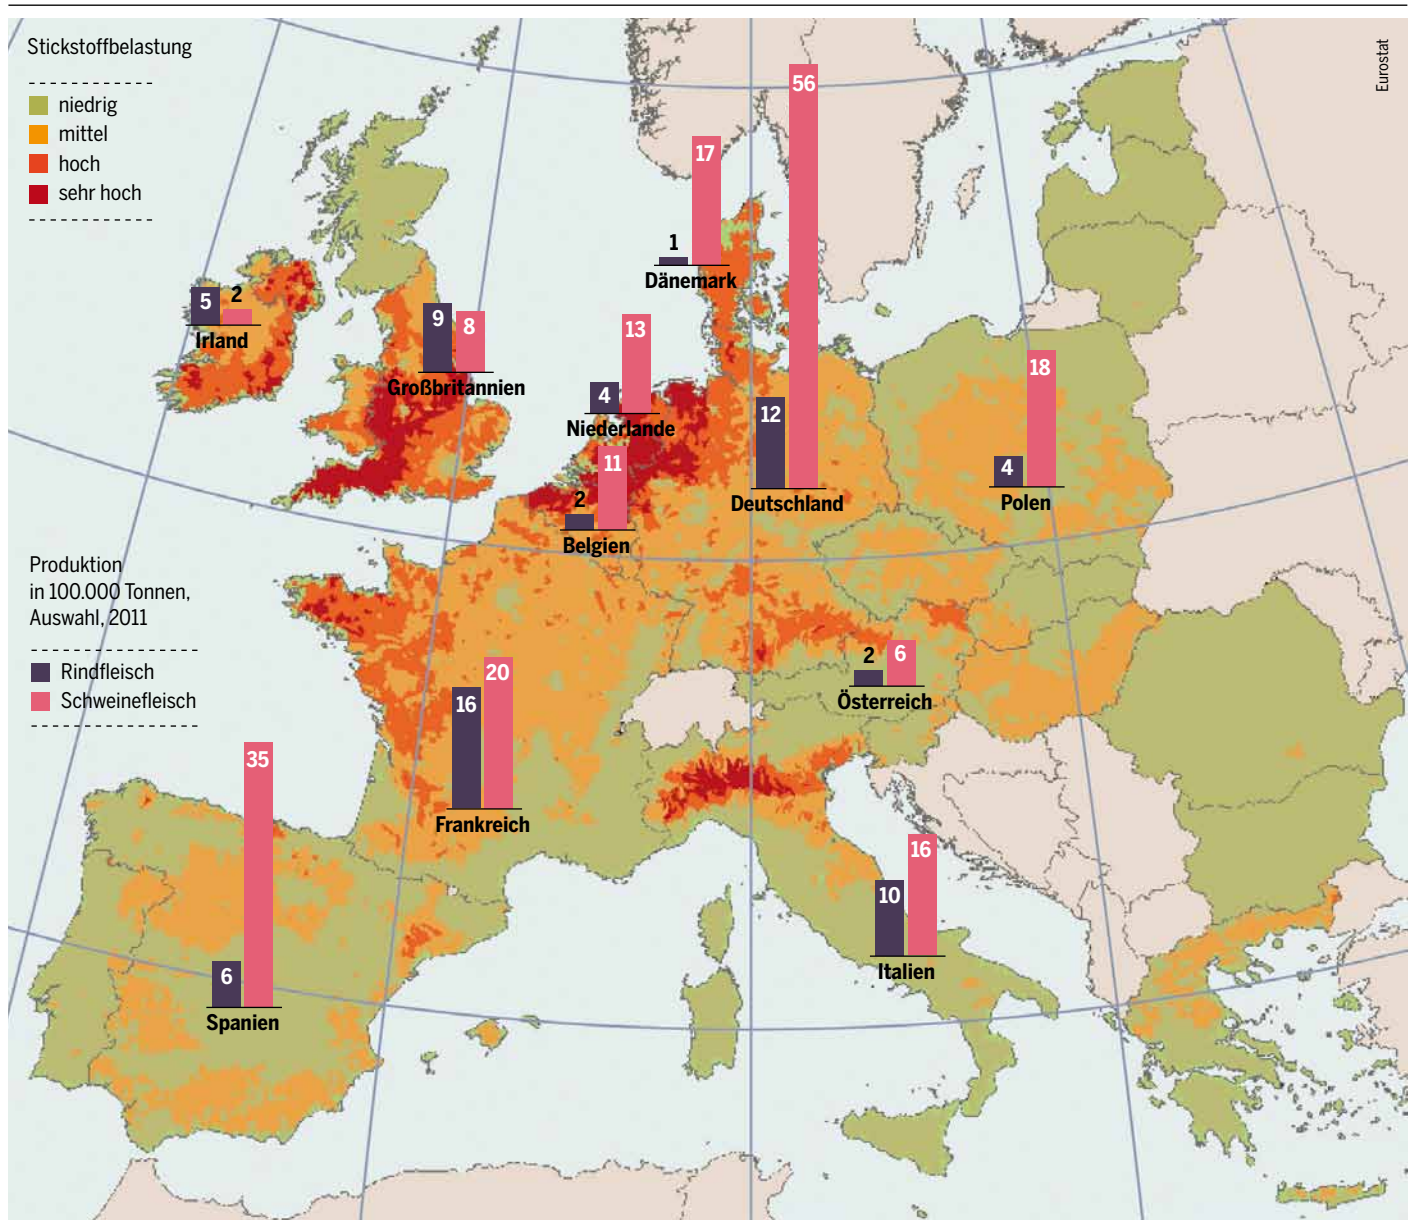 Stickstoffbelastung
niedrig
mittel
hoch
sehr hoch
Eurostat
56
12
Deutschland
17
1
Dänemark
5
2
Irland
9
8
Großbritannien
13
4
Niederlande
11
2
Belgien
18
4
Polen
Produktion
in 100.000 Tonnen,
Auswahl, 2011
Rindfleisch
Schweinefleisch
2
6
Österreich
16
20
Frankreich
35
6
Spanien
10
16
Italien